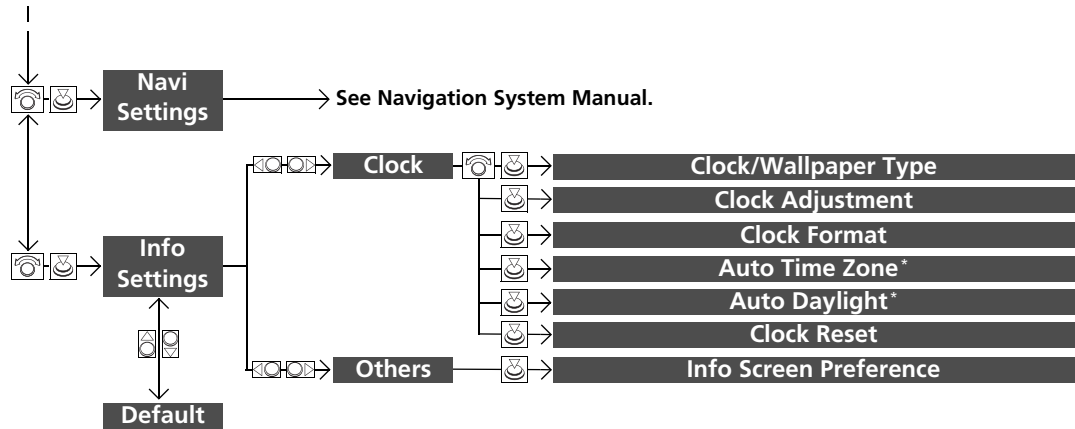 Navi
Settings
See Navigation System Manual.
Clock
Clock/Wallpaper Type
Clock Adjustment
Clock Format
Info
Settings
Auto Time Zone*
Auto Daylight*
Clock Reset
Others
Info Screen Preference
Default